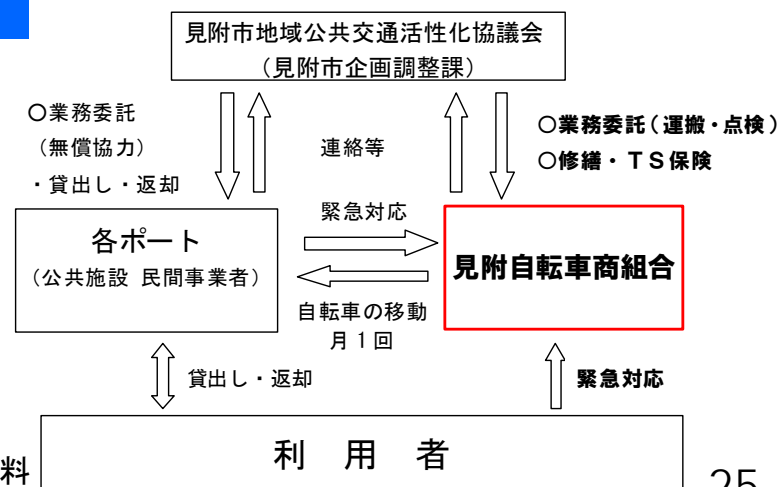 見附市地域公共交通活性化協議会
（見附市企画調整課）
〇業務委託
（無償協力）
・貸出し・返却
連絡等
〇業務委託（運搬・点検）
〇修繕・ＴＳ保険
各ポート
（公共施設 民間事業者）
緊急対応
自転車の移動
月１回
見附自転車商組合
貸出し・返却
緊急対応
利 用 者
料
25